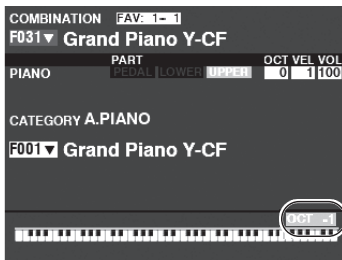 COMBINATION FAV: 1- 1
F031▼ Grand Piano Y-CF
PART OCT VEL VOL
PIANO PEDAL LOWER UPPER 0 1 100
CATEGORY A.PIANO
F001▼ Grand Piano Y-CF
OCT -1